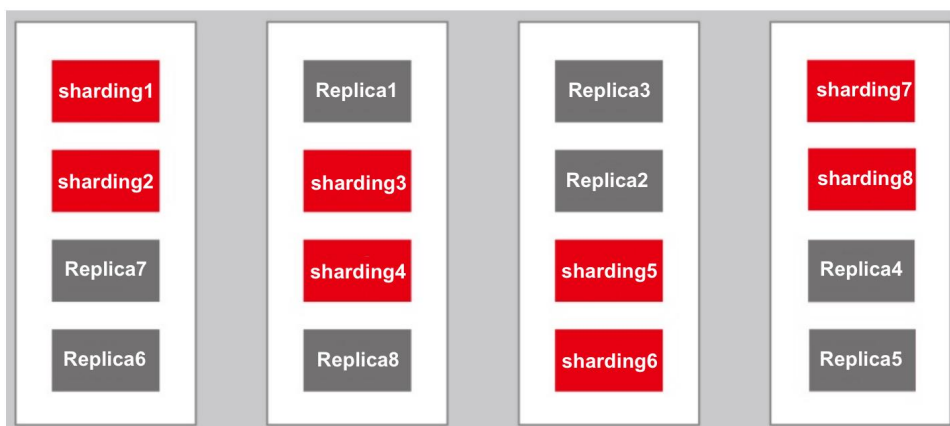 sharding1
sharding2
Replica7
Replica6
Replica1
sharding3
sharding4
Replica8
Replica3
Replica2
sharding5
sharding6
sharding7
sharding8
Replica4
Replica5